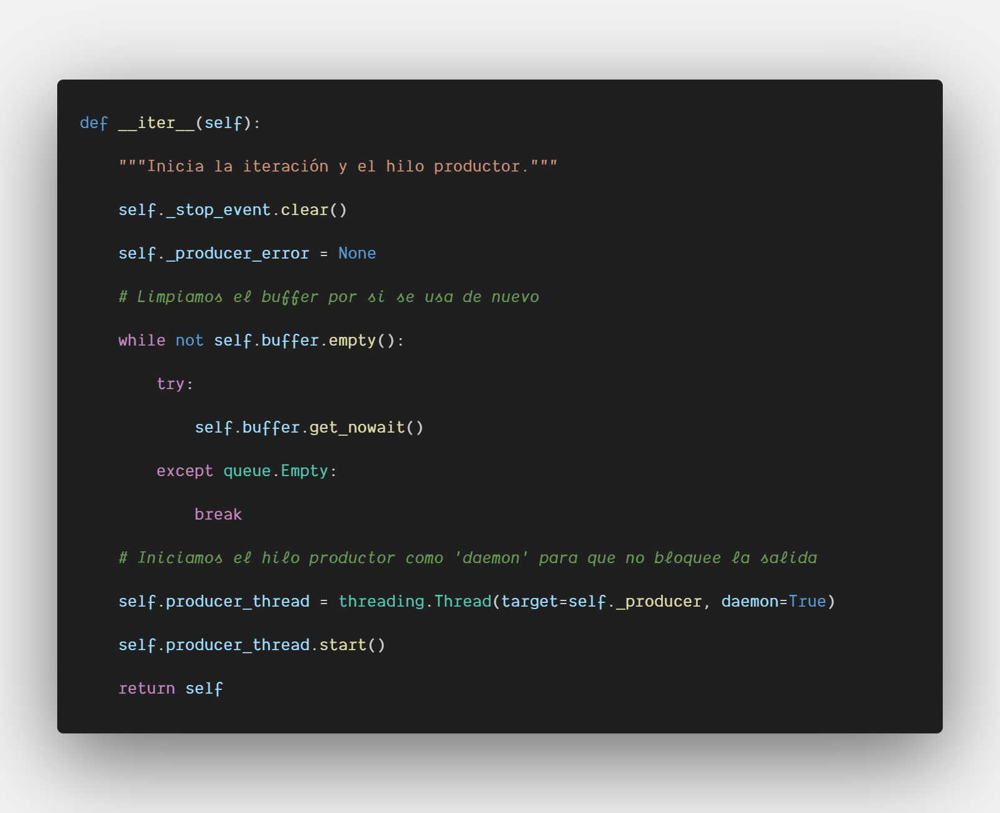 def __iter__(self):
    """Inicia la iteración y el hilo productor."""
    self._stop_event.clear()
    self._producer_error = None
    # Limpiamos el buffer por si se usa de nuevo
    while not self.buffer.empty():
        try:
            self.buffer.get_nowait()
        except queue.Empty:
            break
    # Iniciamos el hilo productor como 'daemon' para que no bloquee la salida
    self.producer_thread = threading.Thread(target=self._producer, daemon=True)
    self.producer_thread.start()
    return self